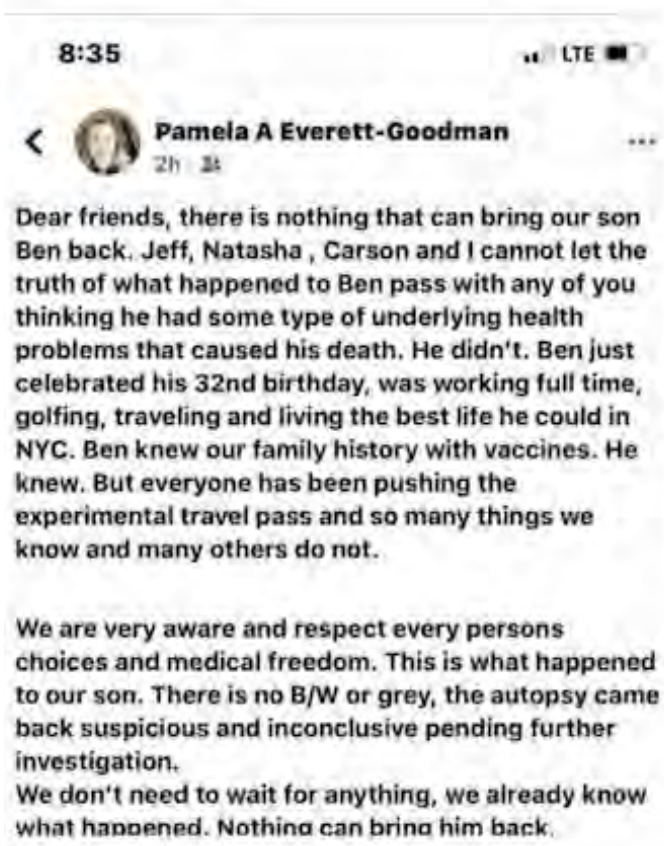 8:35 LTE
Pamela A Everett-Goodman
2h
Dear friends, there is nothing that can bring our son
Ben back. Jeff, Natasha , Carson and I cannot let the
truth of what happened to Ben pass with any of you
thinking he had some type of underlying health
problems that caused his death. He didn't. Ben just
celebrated his 32nd birthday, was working full time,
golfing, traveling and living the best life he could in
NYC. Ben knew our family history with vaccines. He
knew. But everyone has been pushing the
experimental travel pass and so many things we
know and many others do not.
We are very aware and respect every persons
choices and medical freedom. This is what happened
to our son. There is no B/W or grey, the autopsy came
back suspicious and inconclusive pending further
investigation.
We don't need to wait for anything, we already know
what happened. Nothing can bring him back.